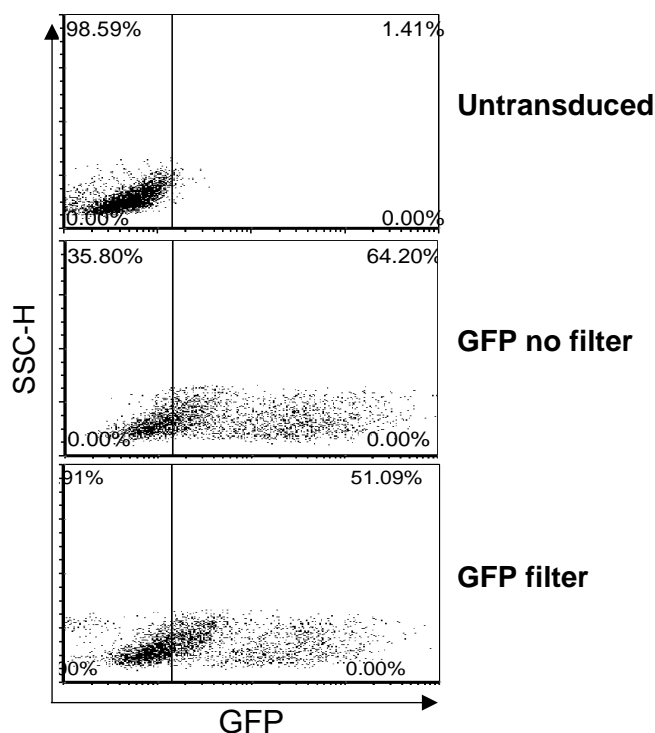 98.59% 1.41%
Untransduced
0.00% 0.00%
35.80% 64.20%
GFP no filter
SSC-H
0.00% 0.00%
91% 51.09%
GFP filter
0.00%
GFP